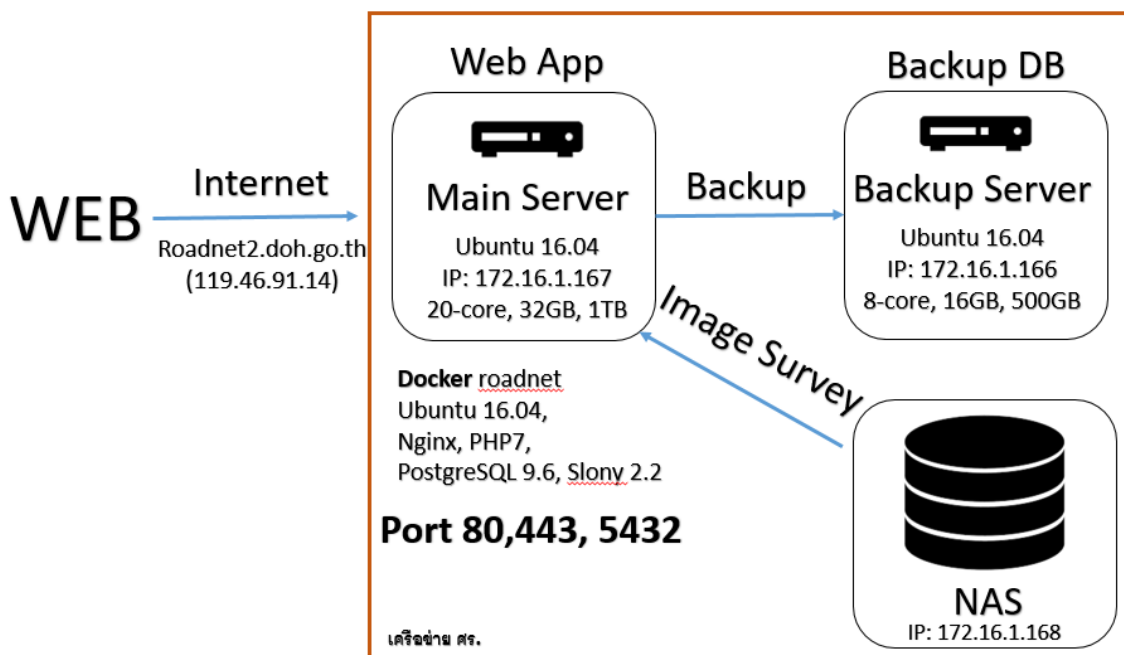 WEB
Internet
Roadnet2.doh.go.th
(119.46.91.14)
Web App
Main Server
Ubuntu 16.04
IP: 172.16.1.167
20-core, 32GB, 1TB
Docker roadnet
Ubuntu 16.04,
Nginx, PHP7,
PostgreSQL 9.6, Slony 2.2
Port 80,443, 5432
เครือข่าย ศร.
Backup
Image Survey
Backup DB
Backup Server
Ubuntu 16.04
IP: 172.16.1.166
8-core, 16GB, 500GB
NAS
IP: 172.16.1.168